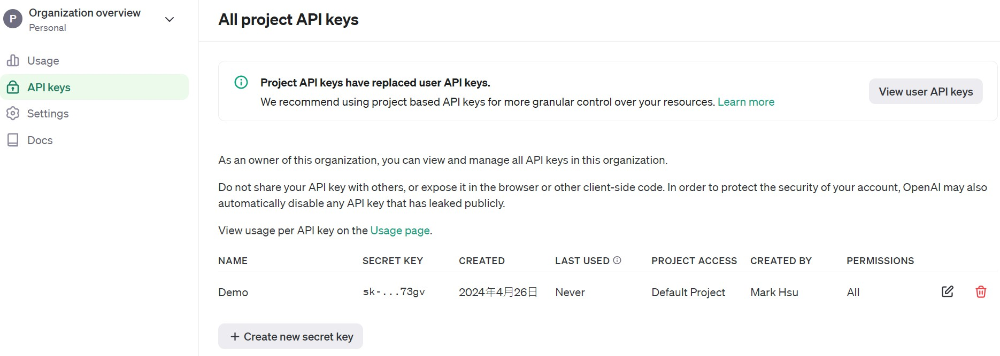 P
Organization overview
Personal
Usage
API keys
Settings
Docs
All project API keys
Project API keys have replaced user API keys.
We recommend using project based API keys for more granular control over your resources. Learn more
View user API keys
As an owner of this organization, you can view and manage all API keys in this organization.
Do not share your API key with others, or expose it in the browser or other client-side code. In order to protect the security of your account, OpenAI may also
automatically disable any API key that has leaked publicly.
View usage per API key on the Usage page.
NAME SECRET KEY CREATED LAST USED PROJECT ACCESS CREATED BY PERMISSIONS
Demo sk-...73gv 2024年4月26日 Never Default Project Mark Hsu All
+ Create new secret key